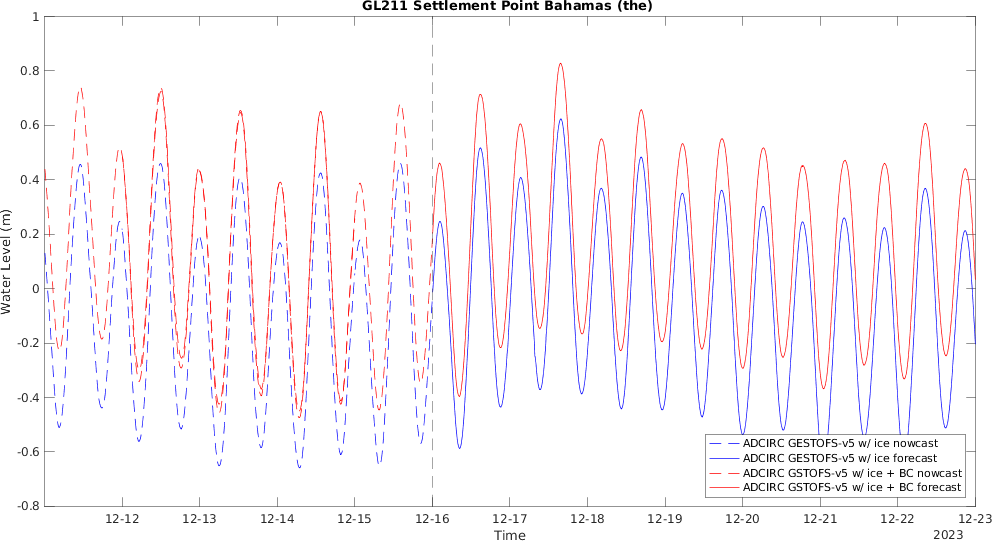 GL211 Settlement Point Bahamas (the)
1
0.8
0.6
0.4
0.2
0
-0.2
-0.4
-0.6
-0.8
Water Level (m)
ADCIRC GESTOFS-v5 w/ ice nowcast
ADCIRC GESTOFS-v5 w/ ice forecast
ADCIRC GSTOFS-v5 w/ ice + BC nowcast
ADCIRC GSTOFS-v5 w/ ice + BC forecast
12-12 12-13 12-14 12-15 12-16 12-17 12-18 12-19 12-20 12-21 12-22 12-23
Time
2023